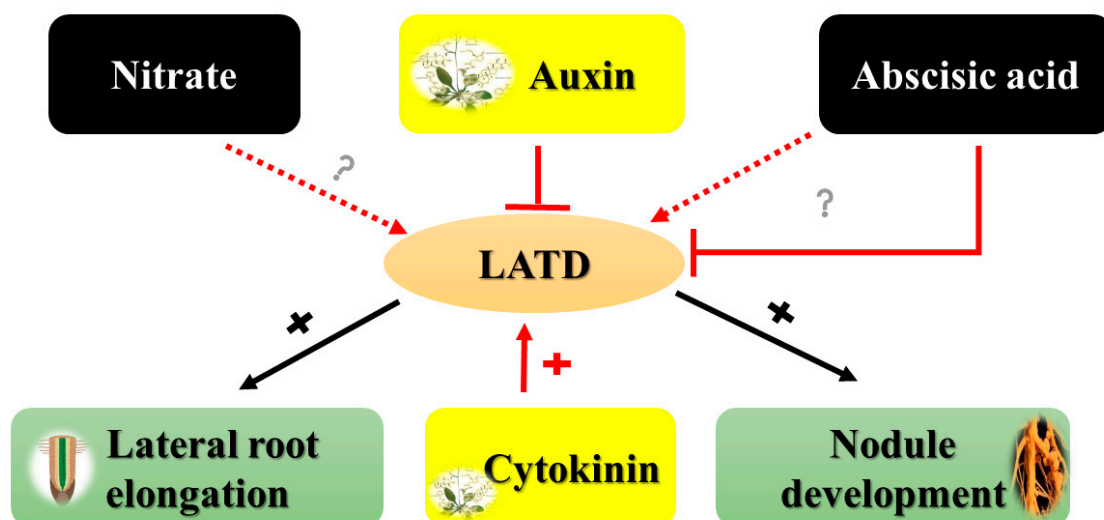 Nitrate
Auxin
Abscisic acid
?
?
LATD
+
+
+
Lateral root
elongation
Cytokinin
Nodule
development